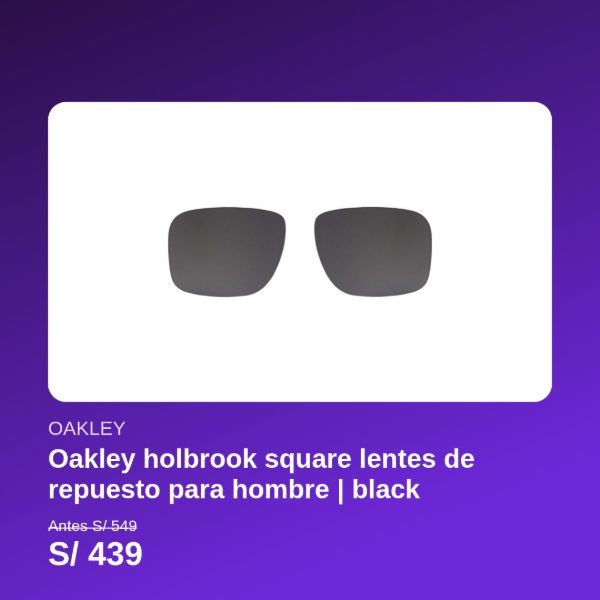 OAKLEY
Oakley holbrook square lentes de
repuesto para hombre | black
Antes S/ 549
S/ 439